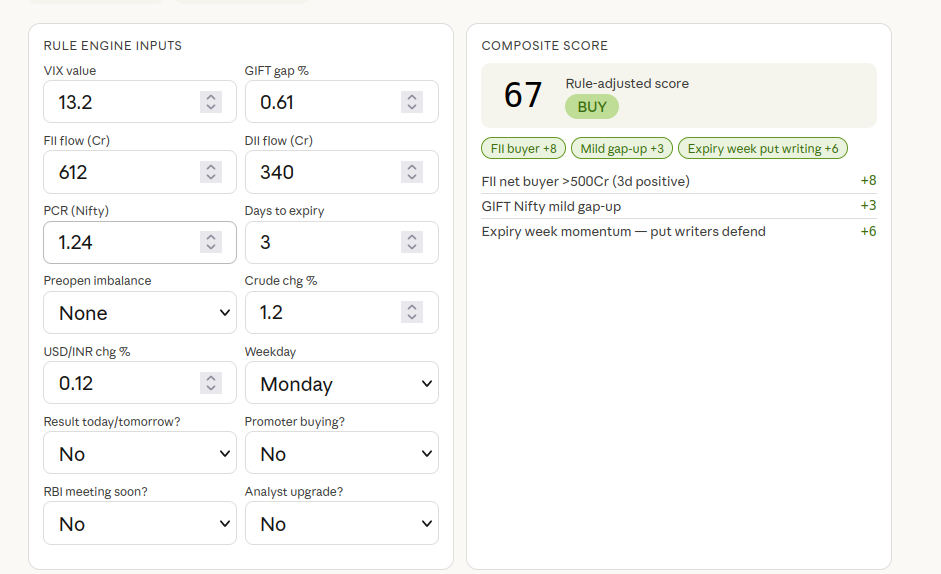 RULE ENGINE INPUTS
VIX value GIFT gap %
13.2 0.61
FII flow (Cr) DII flow (Cr)
612 340
PCR (Nifty) Days to expiry
1.24 3
Preopen imbalance Crude chg %
None 1.2
USD/INR chg % Weekday
0.12 Monday
Result today/tomorrow? Promoter buying?
No No
RBI meeting soon? Analyst upgrade?
No No
COMPOSITE SCORE
67 Rule-adjusted score
BUY
FII buyer +8 Mild gap-up +3 Expiry week put writing +6
FII net buyer >500Cr (3d positive) +8
GIFT Nifty mild gap-up +3
Expiry week momentum — put writers defend +6